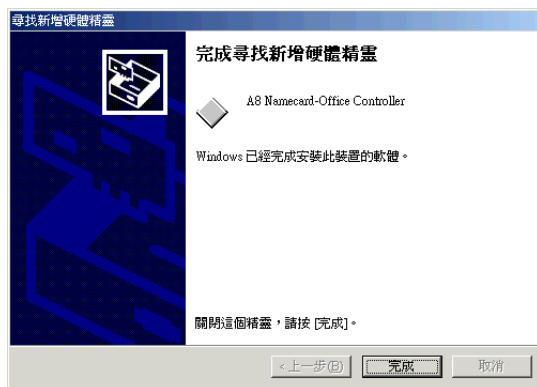 尋找新增硬體精靈
完成尋找新增硬體精靈
A8 Namecard-Office Controller
Windows 已經完成安裝此裝置的軟體。
關閉這個精靈，請按 [完成]。
< 上一步(B)
完成
取消